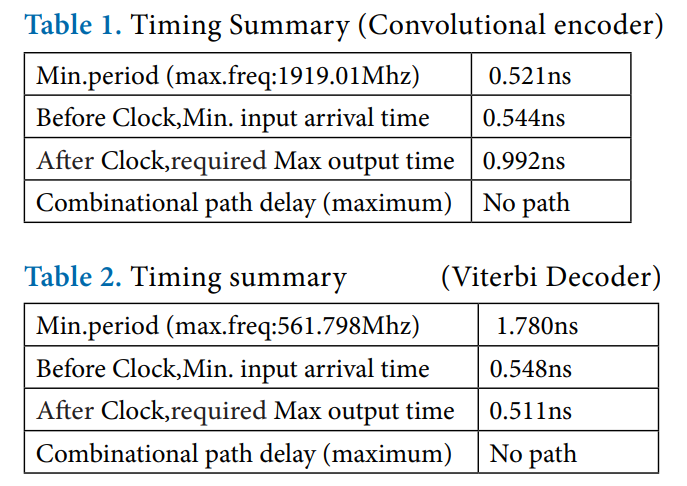 Table 1. Timing Summary (Convolutional encoder)
Min.period (max.freq:1919.01Mhz) 0.521ns
Before Clock,Min. input arrival time 0.544ns
After Clock,required Max output time 0.992ns
Combinational path delay (maximum) No path
Table 2. Timing summary (Viterbi Decoder)
Min.period (max.freq:561.798Mhz) 1.780ns
Before Clock,Min. input arrival time 0.548ns
After Clock,required Max output time 0.511ns
Combinational path delay (maximum) No path